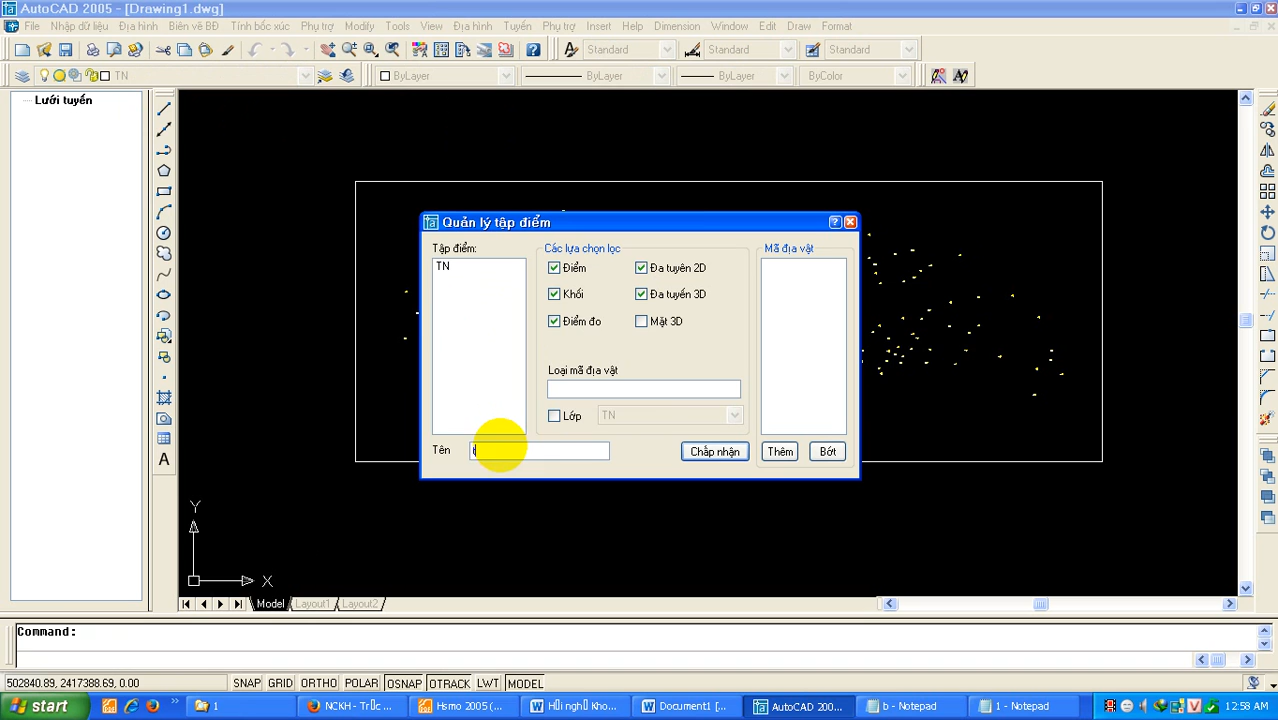 AutoCAD 2005 - [Drawing1.dwg]
File Nhập dữ liệu Địa hình Biên vẽ BĐ Tính bốc xúc Phụ trợ Modify Tools View Địa hình Tuyến Phụ trợ Insert Help Dimension Window Edit Draw Format
Standard Standard Standard
TN ByLayer ByLayer ByLayer ByColor
Lưới tuyến
Quản lý tập điểm
Tập điểm: Các lựa chọn lọc Mã địa vật
TN Điểm Đa tuyên 2D
Khối Đa tuyến 3D
Điểm đo Mặt 3D
Loại mã địa vật
Lớp TN
Tên t Chấp nhận Thêm Bớt
Y
X
Model Layout1 Layout2
Command:
502840.89, 2417388.69, 0.00 SNAP GRID ORTHO POLAR OSNAP OTRACK LWT MODEL
start 1 NCKH - Trắc ... Hsmo 2005 (... Hội nghị Kho... Document1 [... AutoCAD 200... b - Notepad 1 - Notepad 12:58 AM